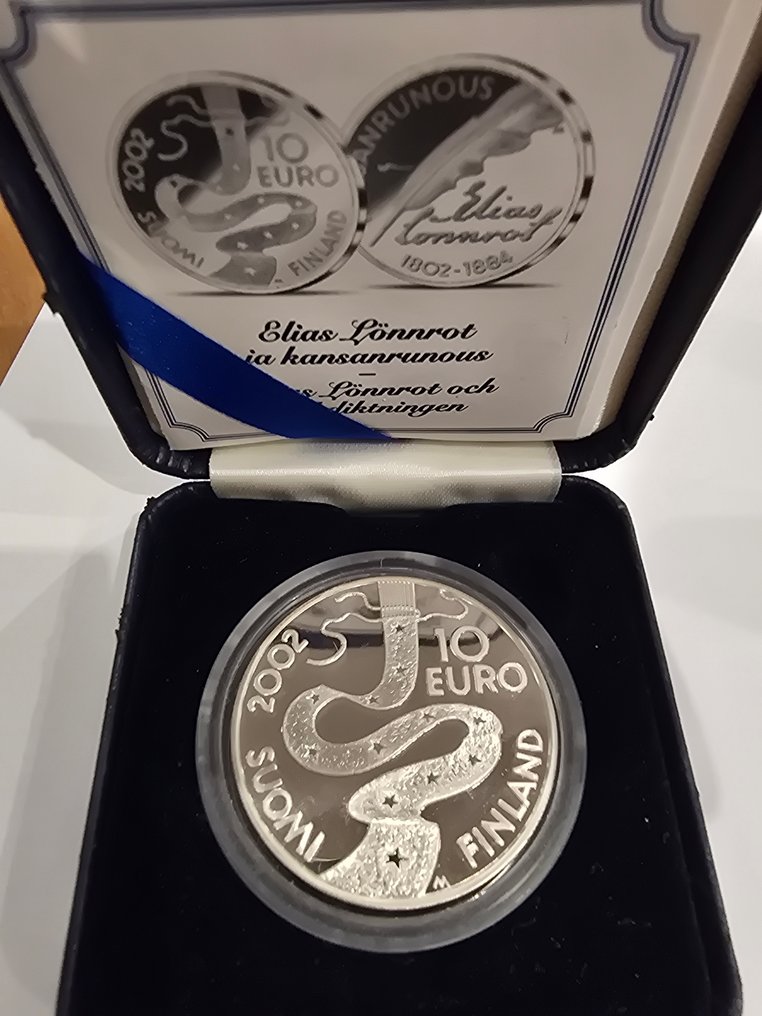 2002
10
EURO
SUOMI
FINLAND
ANRUNOUS
Elias
Lönnrot
1802-1884
Elias Lönnrot
ja kansanrunous
–
s Lönnrot och
diktningen
2002
10
EURO
SUOMI
FINLAND